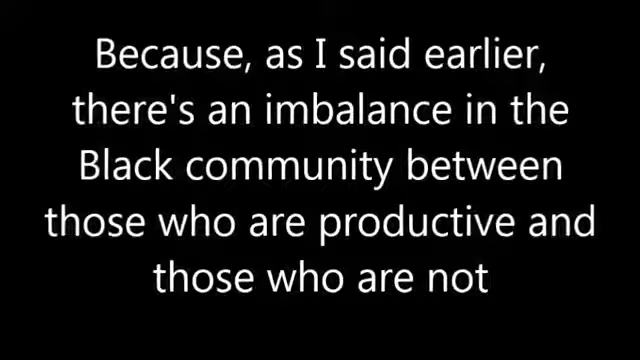 Because, as I said earlier,
there's an imbalance in the
Black community between
those who are productive and
those who are not